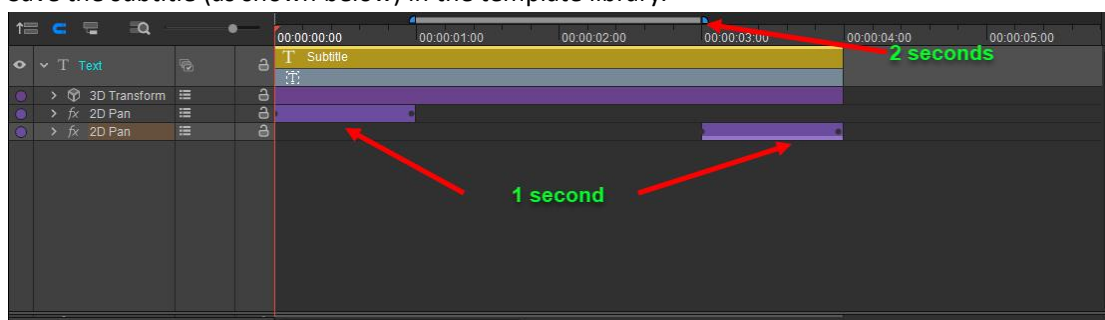 save the subtitle (as shown below) in the template library.
00:00:00:00 00:00:01:00 00:00:02:00 00:00:03:00 00:00:04:00 00:00:05:00
2 seconds
T Text T Subtitle
T
3D Transform
fx 2D Pan
fx 2D Pan
1 second